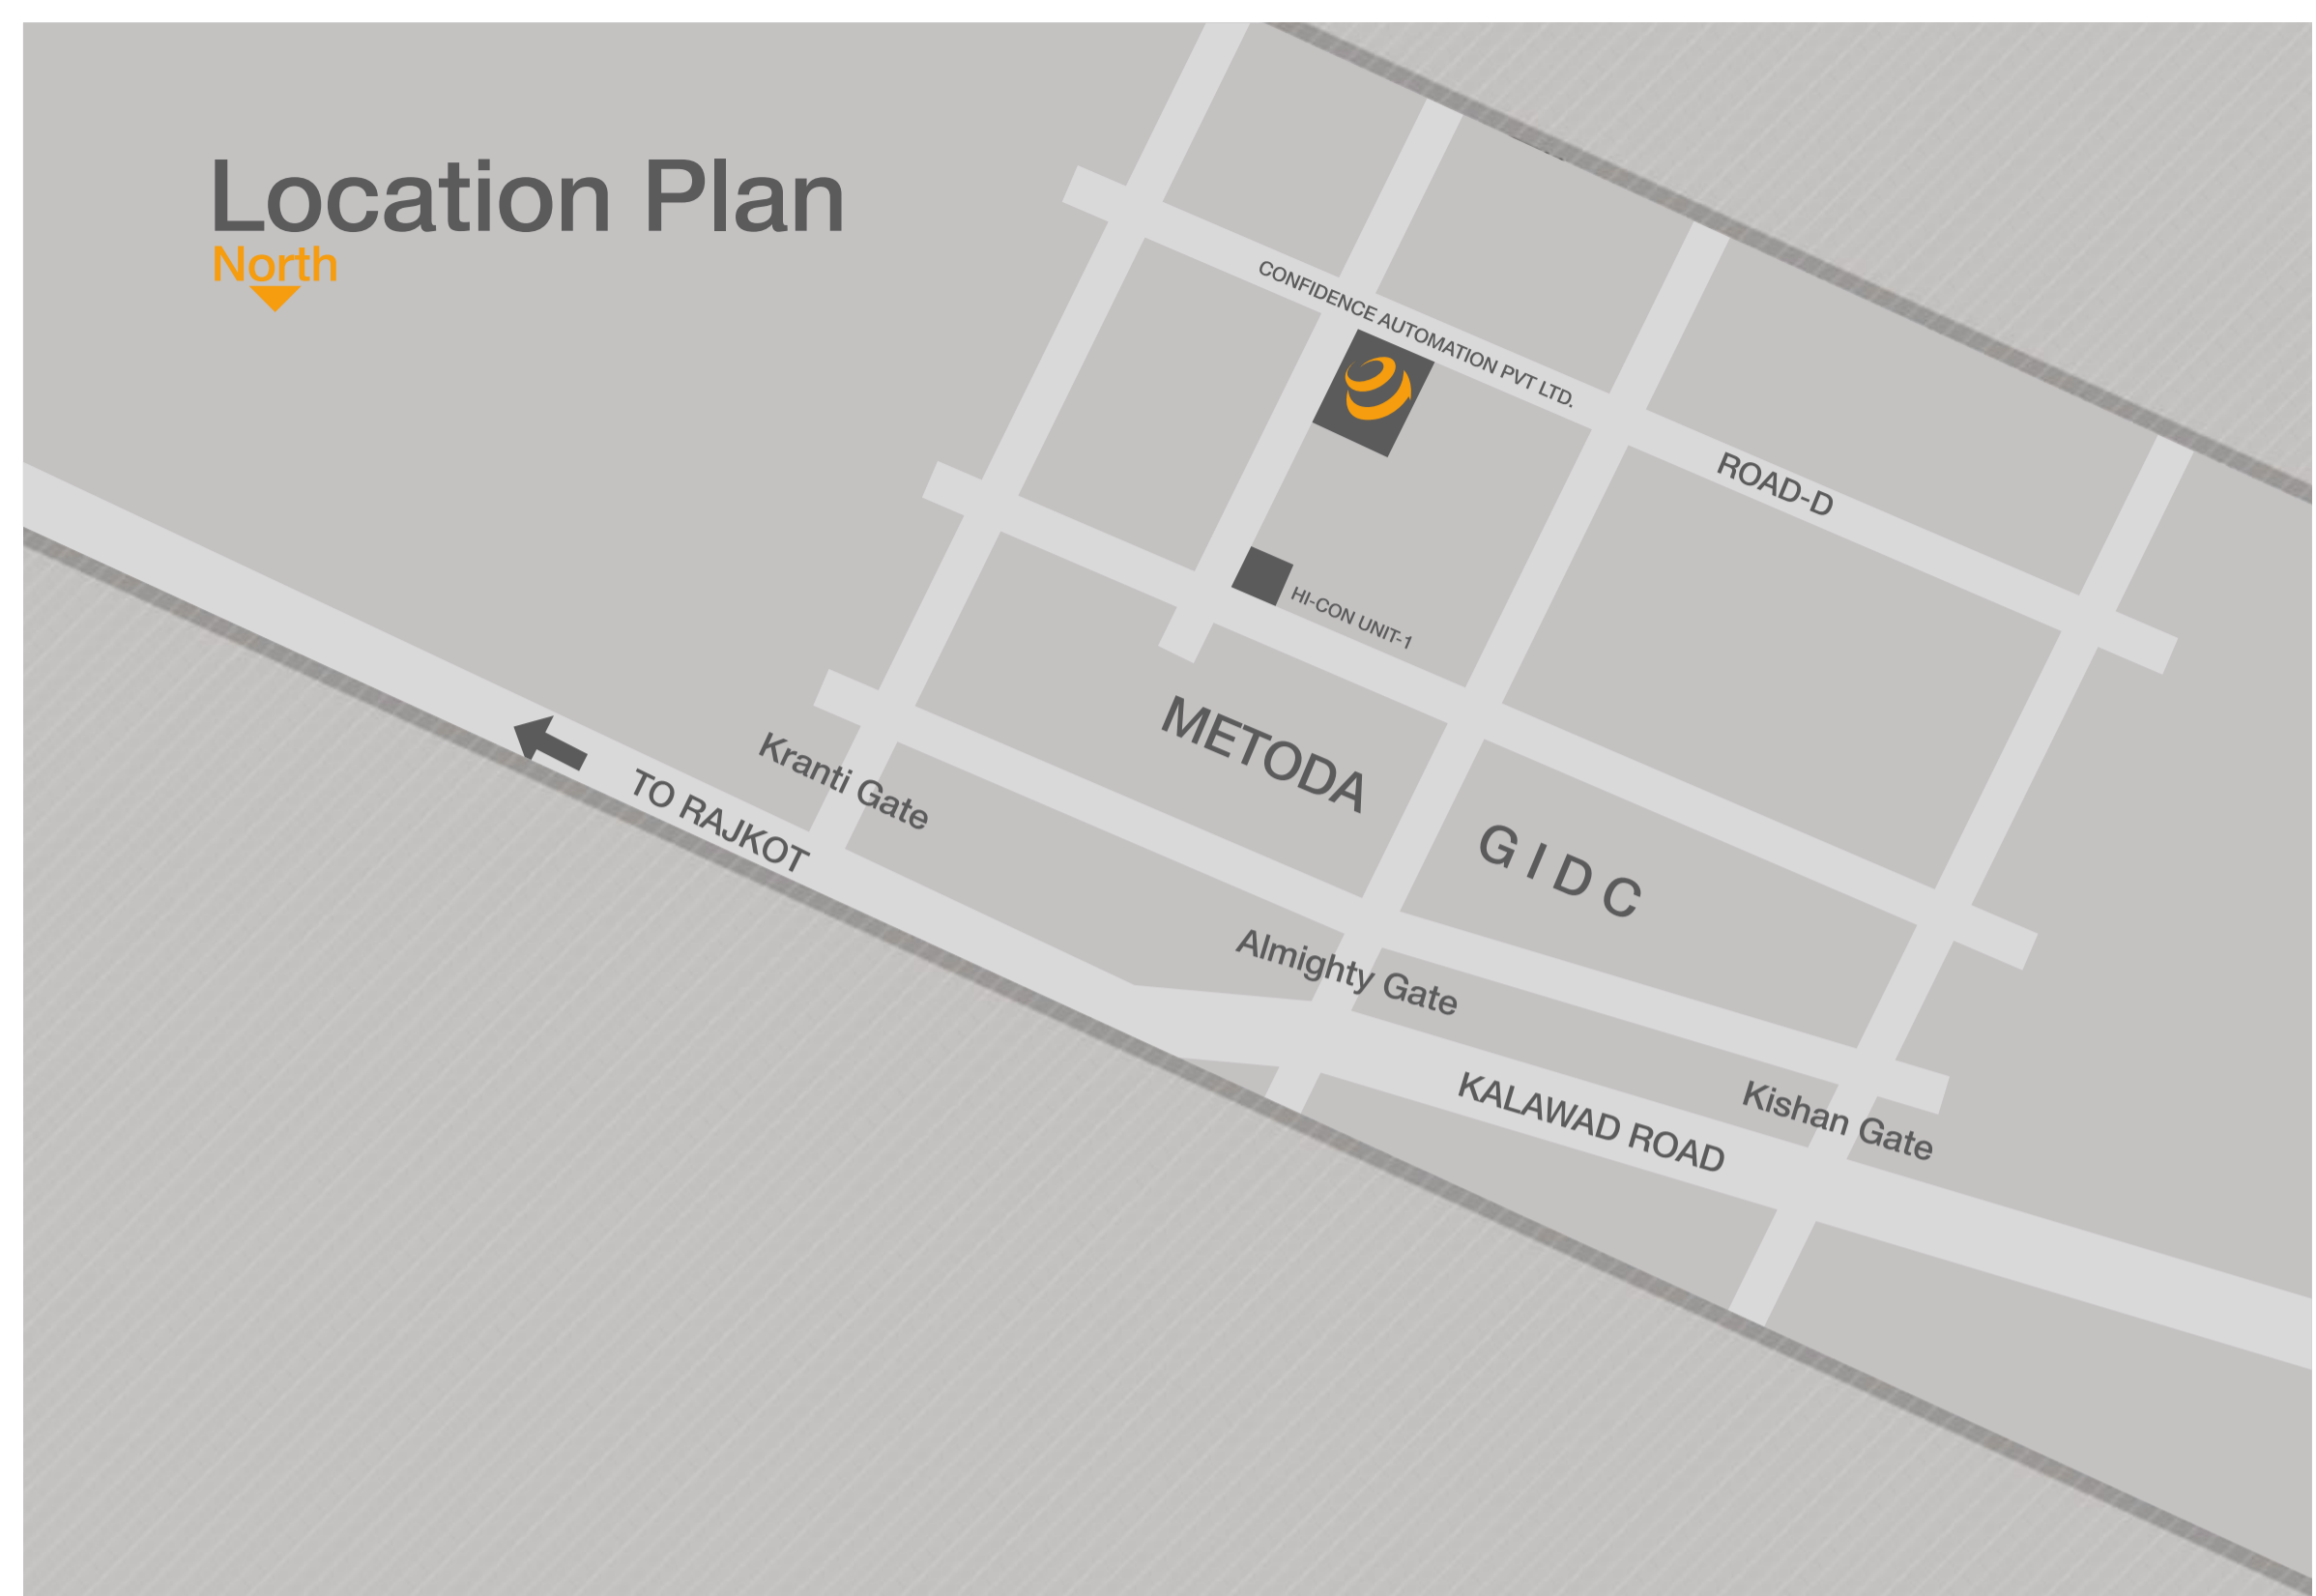 Location Plan
North
CONFIDENCE AUTOMATION PVT LTD.
ROAD-D
HI-CON UNIT-1
METODA
GIDC
Kranti Gate
TO RAJKOT
Almighty Gate
KALAWAD ROAD
Kishan Gate